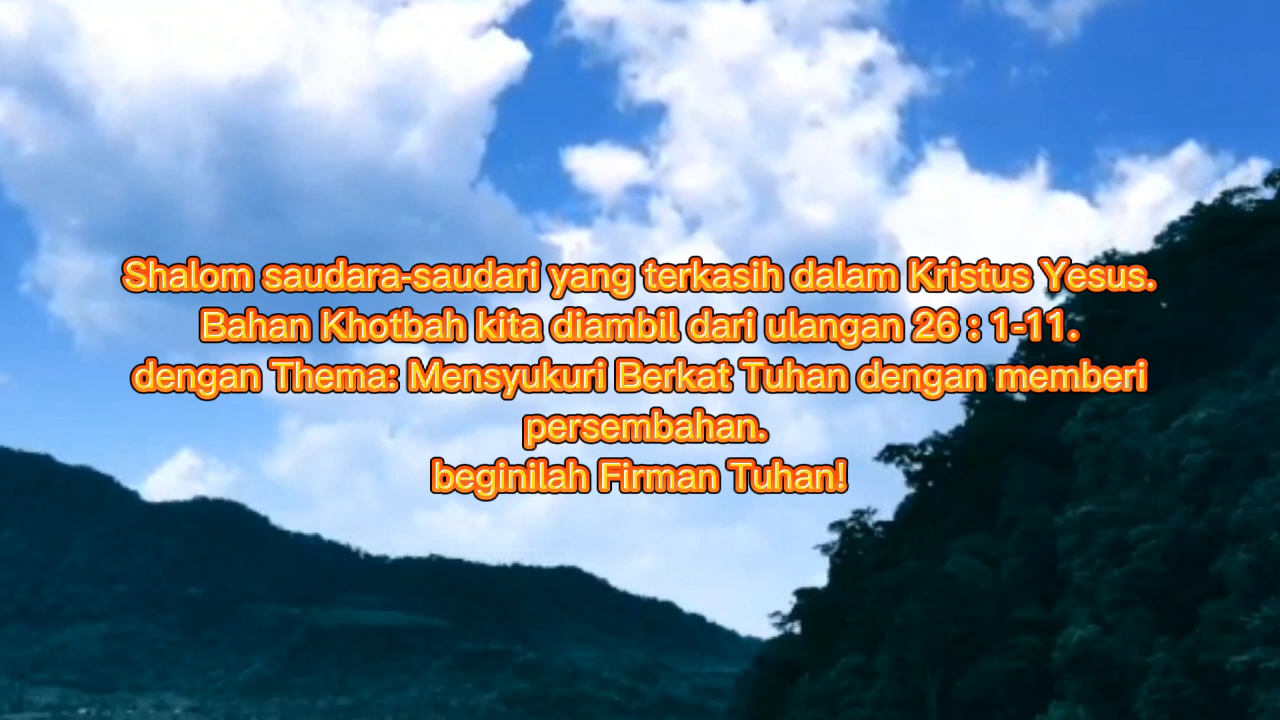 Shalom saudara-saudari yang terkasih dalam Kristus Yesus.
Bahan Khotbah kita diambil dari ulangan 26 : 1-11.
dengan Thema: Mensyukuri Berkat Tuhan dengan memberi
persembahan.
beginilah Firman Tuhan!